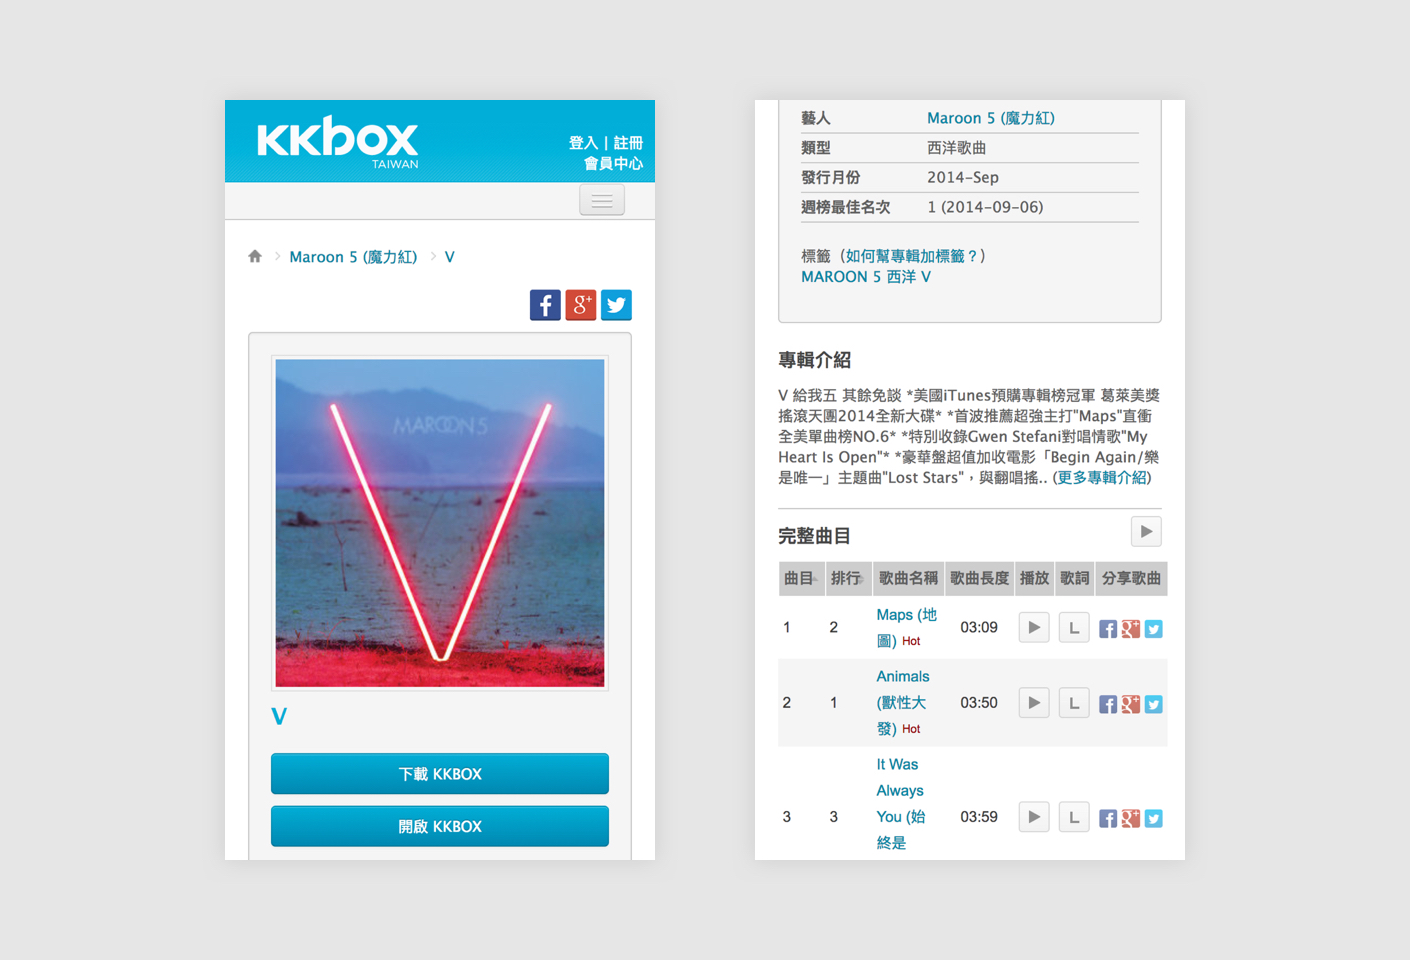 KKBOX
TAIWAN
登入 | 註冊
會員中心
Maroon 5 (魔力紅) > V
MAROON 5
V
下載 KKBOX
開啟 KKBOX
藝人 Maroon 5 (魔力紅)
類型 西洋歌曲
發行月份 2014-Sep
週榜最佳名次 1 (2014-09-06)
標籤（如何幫專輯加標籤？）
MAROON 5 西洋 V
專輯介紹
V 給我五 其餘免談 *美國iTunes預購專輯榜冠軍 葛萊美獎
搖滾天團2014全新大碟* *首波推薦超強主打"Maps"直衝
全美單曲榜NO.6* *特別收錄Gwen Stefani對唱情歌"My
Heart Is Open"* *豪華盤超值加收電影「Begin Again/樂
是唯一」主題曲"Lost Stars"，與翻唱搖.. (更多專輯介紹)
完整曲目
曲目 排行 歌曲名稱 歌曲長度 播放 歌詞 分享歌曲
1 2 Maps (地 03:09 L
圖) Hot
2 1 Animals 03:50 L
(獸性大
發) Hot
3 3 It Was 03:59 L
Always
You (始
終是